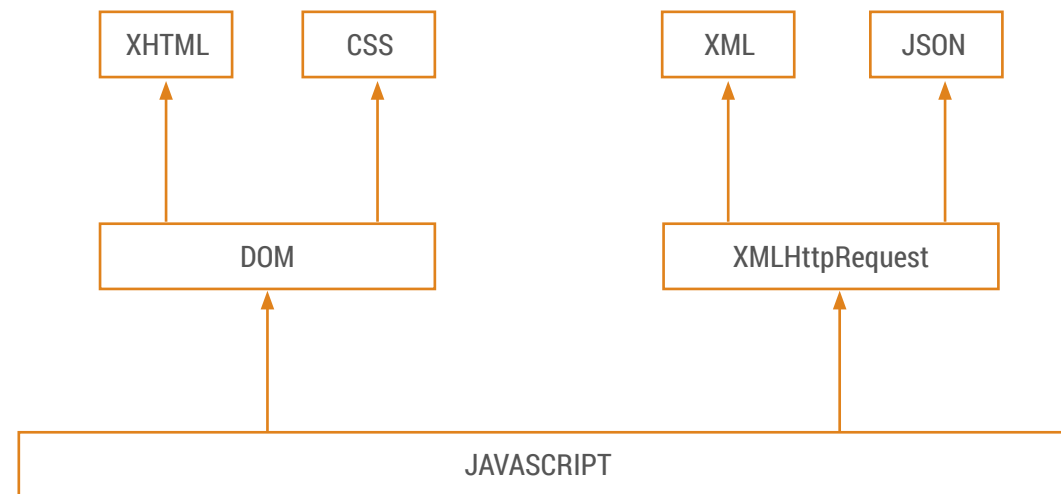 XHTML
CSS
XML
JSON
DOM
XMLHttpRequest
JAVASCRIPT